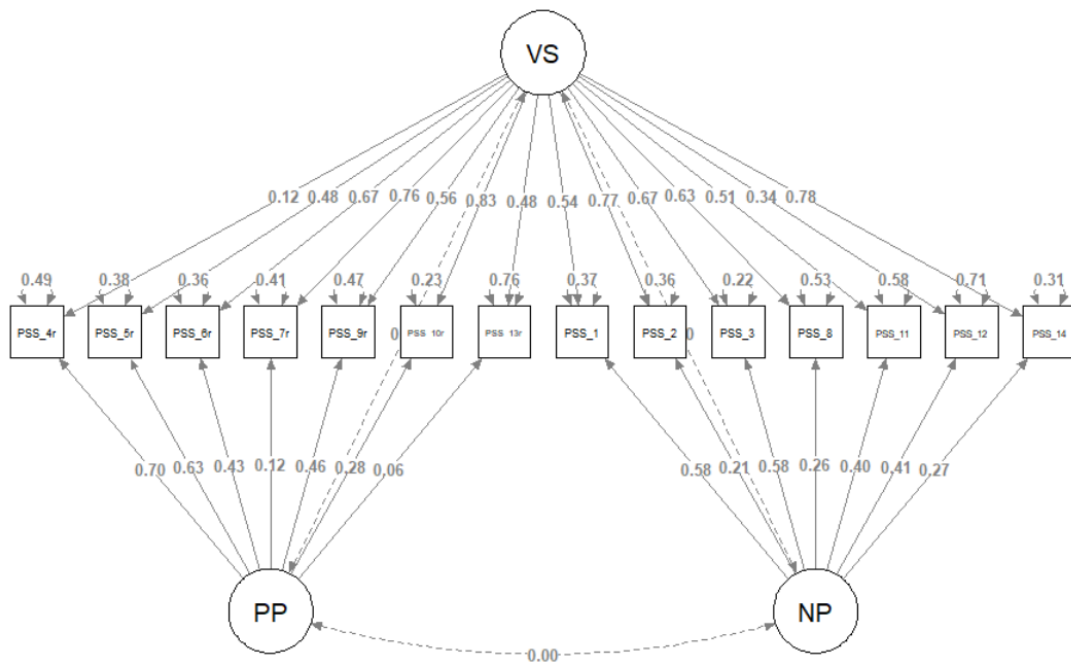 VS
0.12 0.48 0.67 0.76 0.56 0.83 0.48 0.54 0.77 0.67 0.63 0.51 0.34 0.78
0.49 0.38 0.36 0.41 0.47 0.23 0.76 0.37 0.36 0.22 0.53 0.58 0.71 0.31
PSS_4r PSS_5r PSS_6r PSS_7r PSS_9r 0 PSS_10r PSS_13r PSS_1 PSS_2 0 PSS_3 PSS_8 PSS_11 PSS_12 PSS_14
0.70 0.63 0.43 0.12 0.46 0.28 0.06 0.58 0.21 0.58 0.26 0.40 0.41 0.27
PP NP
0.00